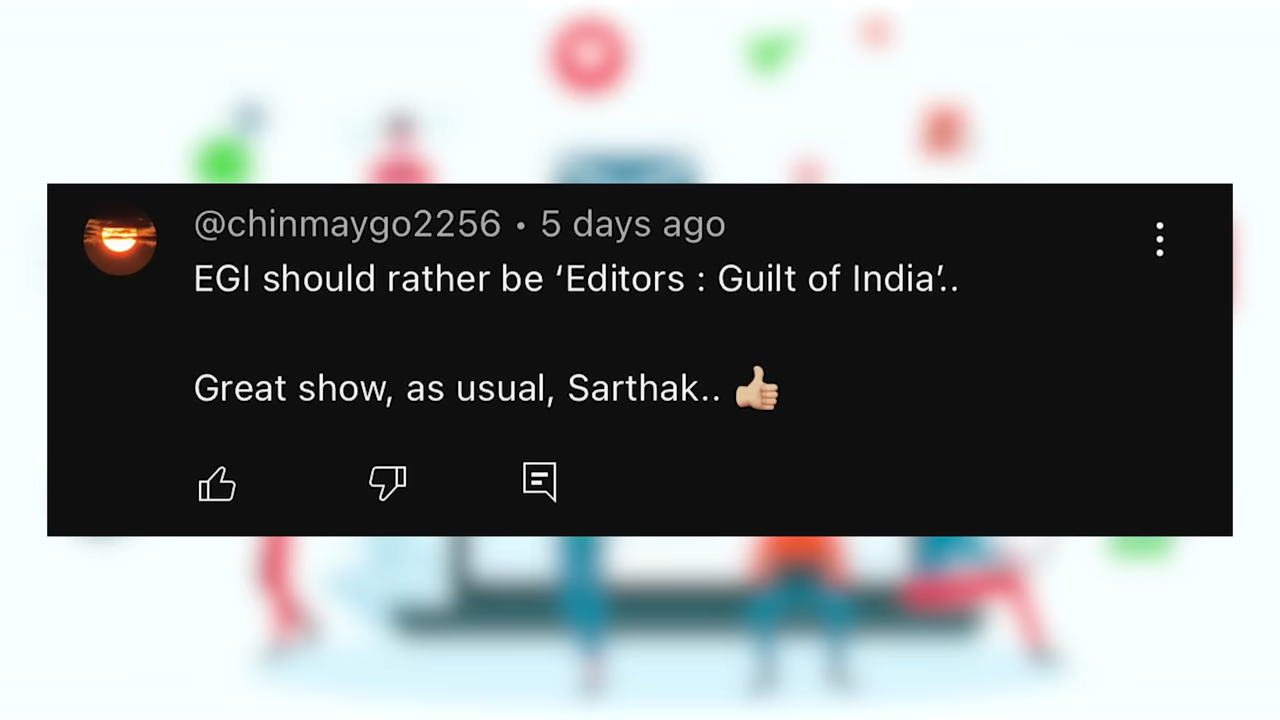 @chinmaygo2256 • 5 days ago
EGI should rather be ‘Editors : Guilt of India’..
Great show, as usual, Sarthak.. 👍🏼